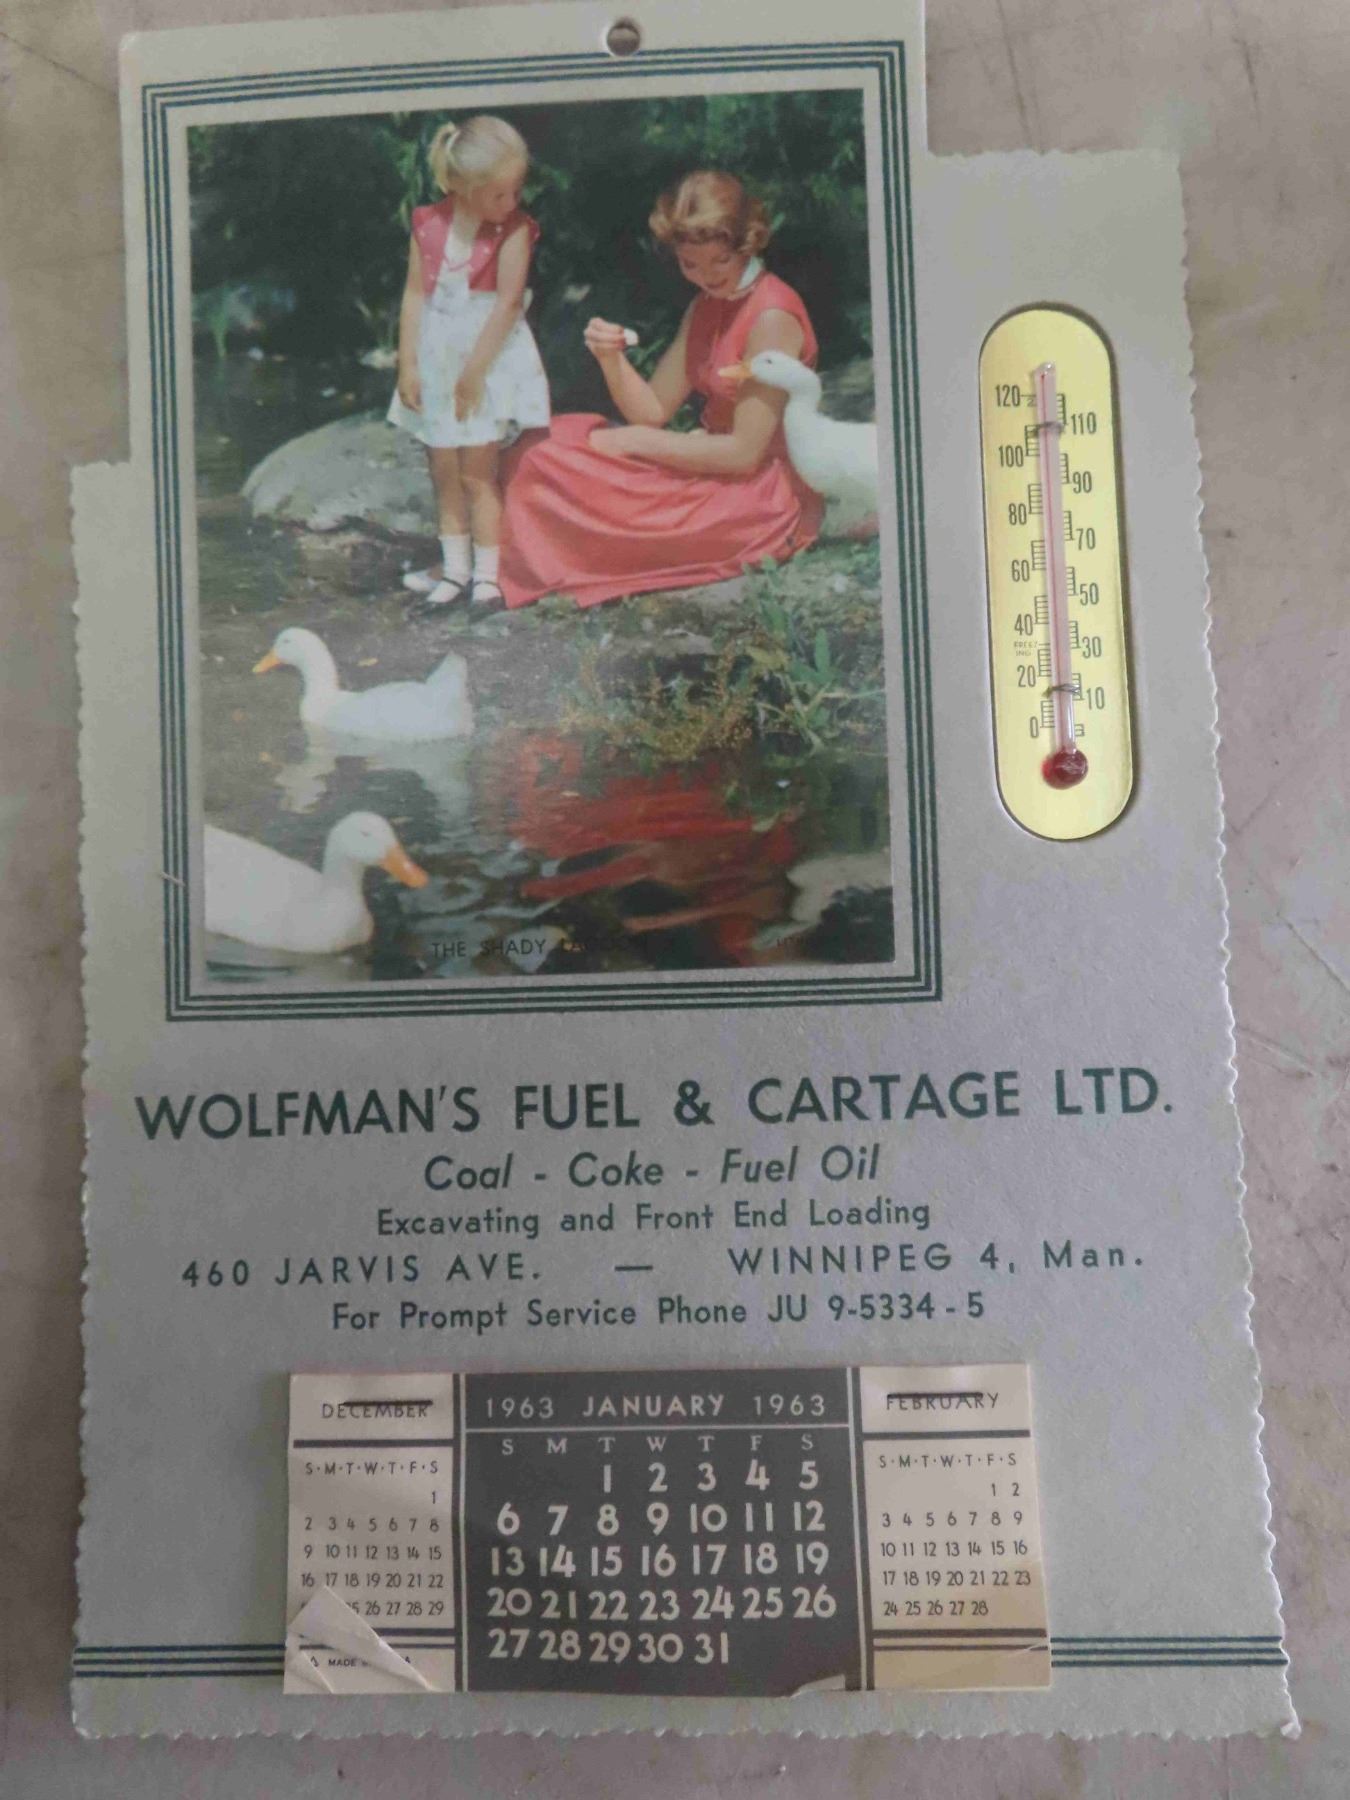 THE SHADY LAGOON
120
110
100
90
80
70
60
50
40
FREEZ-
ING
30
20
10
0
WOLFMAN'S FUEL & CARTAGE LTD.
Coal - Coke - Fuel Oil
Excavating and Front End Loading
460 JARVIS AVE. — WINNIPEG 4, Man.
For Prompt Service Phone JU 9-5334 - 5
DECEMBER
S·M·T·W·T·F·S
1
2 3 4 5 6 7 8
9 10 11 12 13 14 15
16 17 18 19 20 21 22
26 27 28 29
MADE
1963 JANUARY 1963
S M T W T F S
1 2 3 4 5
6 7 8 9 10 11 12
13 14 15 16 17 18 19
20 21 22 23 24 25 26
27 28 29 30 31
FEBRUARY
S·M·T·W·T·F·S
1 2
3 4 5 6 7 8 9
10 11 12 13 14 15 16
17 18 19 20 21 22 23
24 25 26 27 28